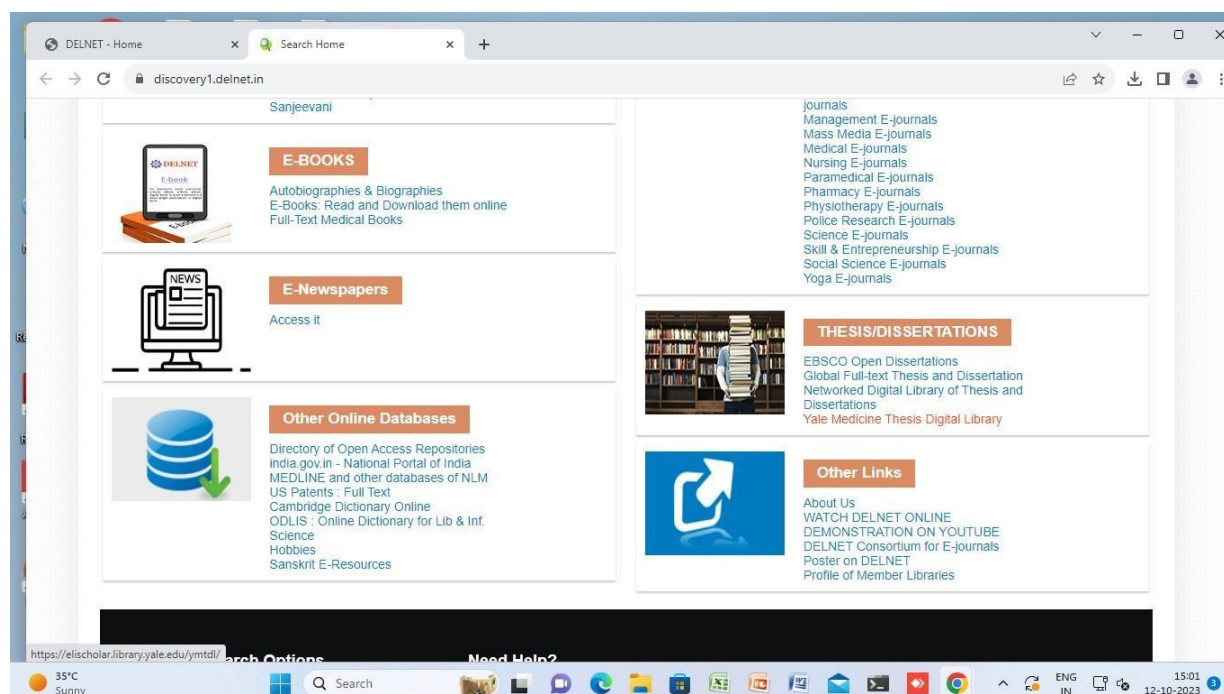 DELNET - Home
Search Home
discovery1.delnet.in
Sanjeevani
DELNET
E-book
E-BOOKS
Autobiographies & Biographies
E-Books: Read and Download them online
Full-Text Medical Books
NEWS
E-Newspapers
Access it
Other Online Databases
Directory of Open Access Repositories
india.gov.in - National Portal of India
MEDLINE and other databases of NLM
US Patents : Full Text
Cambridge Dictionary Online
ODLIS : Online Dictionary for Lib & Inf.
Science
Hobbies
Sanskrit E-Resources
journals
Management E-journals
Mass Media E-journals
Medical E-journals
Nursing E-journals
Paramedical E-journals
Pharmacy E-journals
Physiotherapy E-journals
Police Research E-journals
Science E-journals
Skill & Entrepreneurship E-journals
Social Science E-journals
Yoga E-journals
THESIS/DISSERTATIONS
EBSCO Open Dissertations
Global Full-text Thesis and Dissertation
Networked Digital Library of Thesis and
Dissertations
Yale Medicine Thesis Digital Library
Other Links
About Us
WATCH DELNET ONLINE
DEMONSTRATION ON YOUTUBE
DELNET Consortium for E-journals
Poster on DELNET
Profile of Member Libraries
https://elischolar.library.yale.edu/ymtdl/
arch Options
Need Help?
35°C
Sunny
Search
ENG
IN
15:01
12-10-2023
3